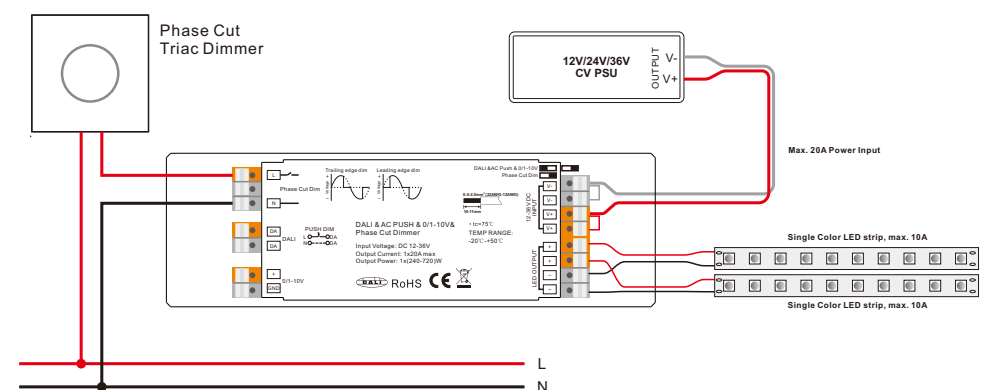 Phase Cut
Triac Dimmer
12V/24V/36V
CV PSU
OUTPUT
V-
V+
Max. 20A Power Input
DALI &AC Push & 0/1-10V
Phase Cut Dim
L
N
Phase Cut Dim
Trailing edge dim
Leading edge dim
10-11mm
V-
V-
V+
V+
12-36V DC
INPUT
DA
DA
DALI
PUSH DIM
L DA
N DA
DALI & AC PUSH & 0/1-10V&
Phase Cut Dimmer
Input Voltage: DC 12-36V
Output Current: 1x20A max
Output Power: 1x(240-720)W
• tc=75℃
TEMP RANGE:
-20℃-+50℃
+
GND
0/1-10V
DALI
RoHS
CE
LED OUTPUT
+
+
–
–
Single Color LED strip, max. 10A
Single Color LED strip, max. 10A
L
N